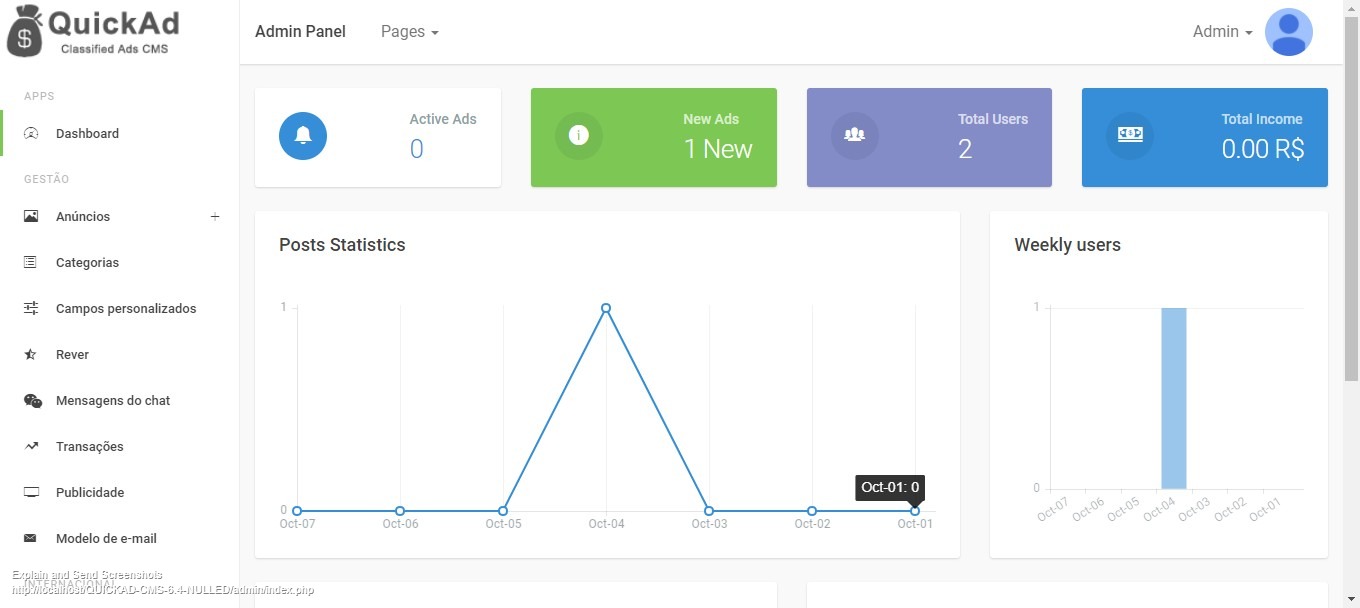 QuickAd
Classified Ads CMS
Admin Panel
Pages
Admin
APPS
Dashboard
GESTÃO
Anúncios
Categorias
Campos personalizados
Rever
Mensagens do chat
Transações
Publicidade
Modelo de e-mail
INTERNACIONAL
Active Ads
0
New Ads
1 New
Total Users
2
Total Income
0.00 R$
Posts Statistics
1
0
Oct-01: 0
Oct-07 Oct-06 Oct-05 Oct-04 Oct-03 Oct-02 Oct-01
Weekly users
1
0
Oct-07 Oct-06 Oct-05 Oct-04 Oct-03 Oct-02 Oct-01
Explain and Send Screenshots
http://localhost/QUICKAD-CMS-6.4-NULLED/admin/index.php